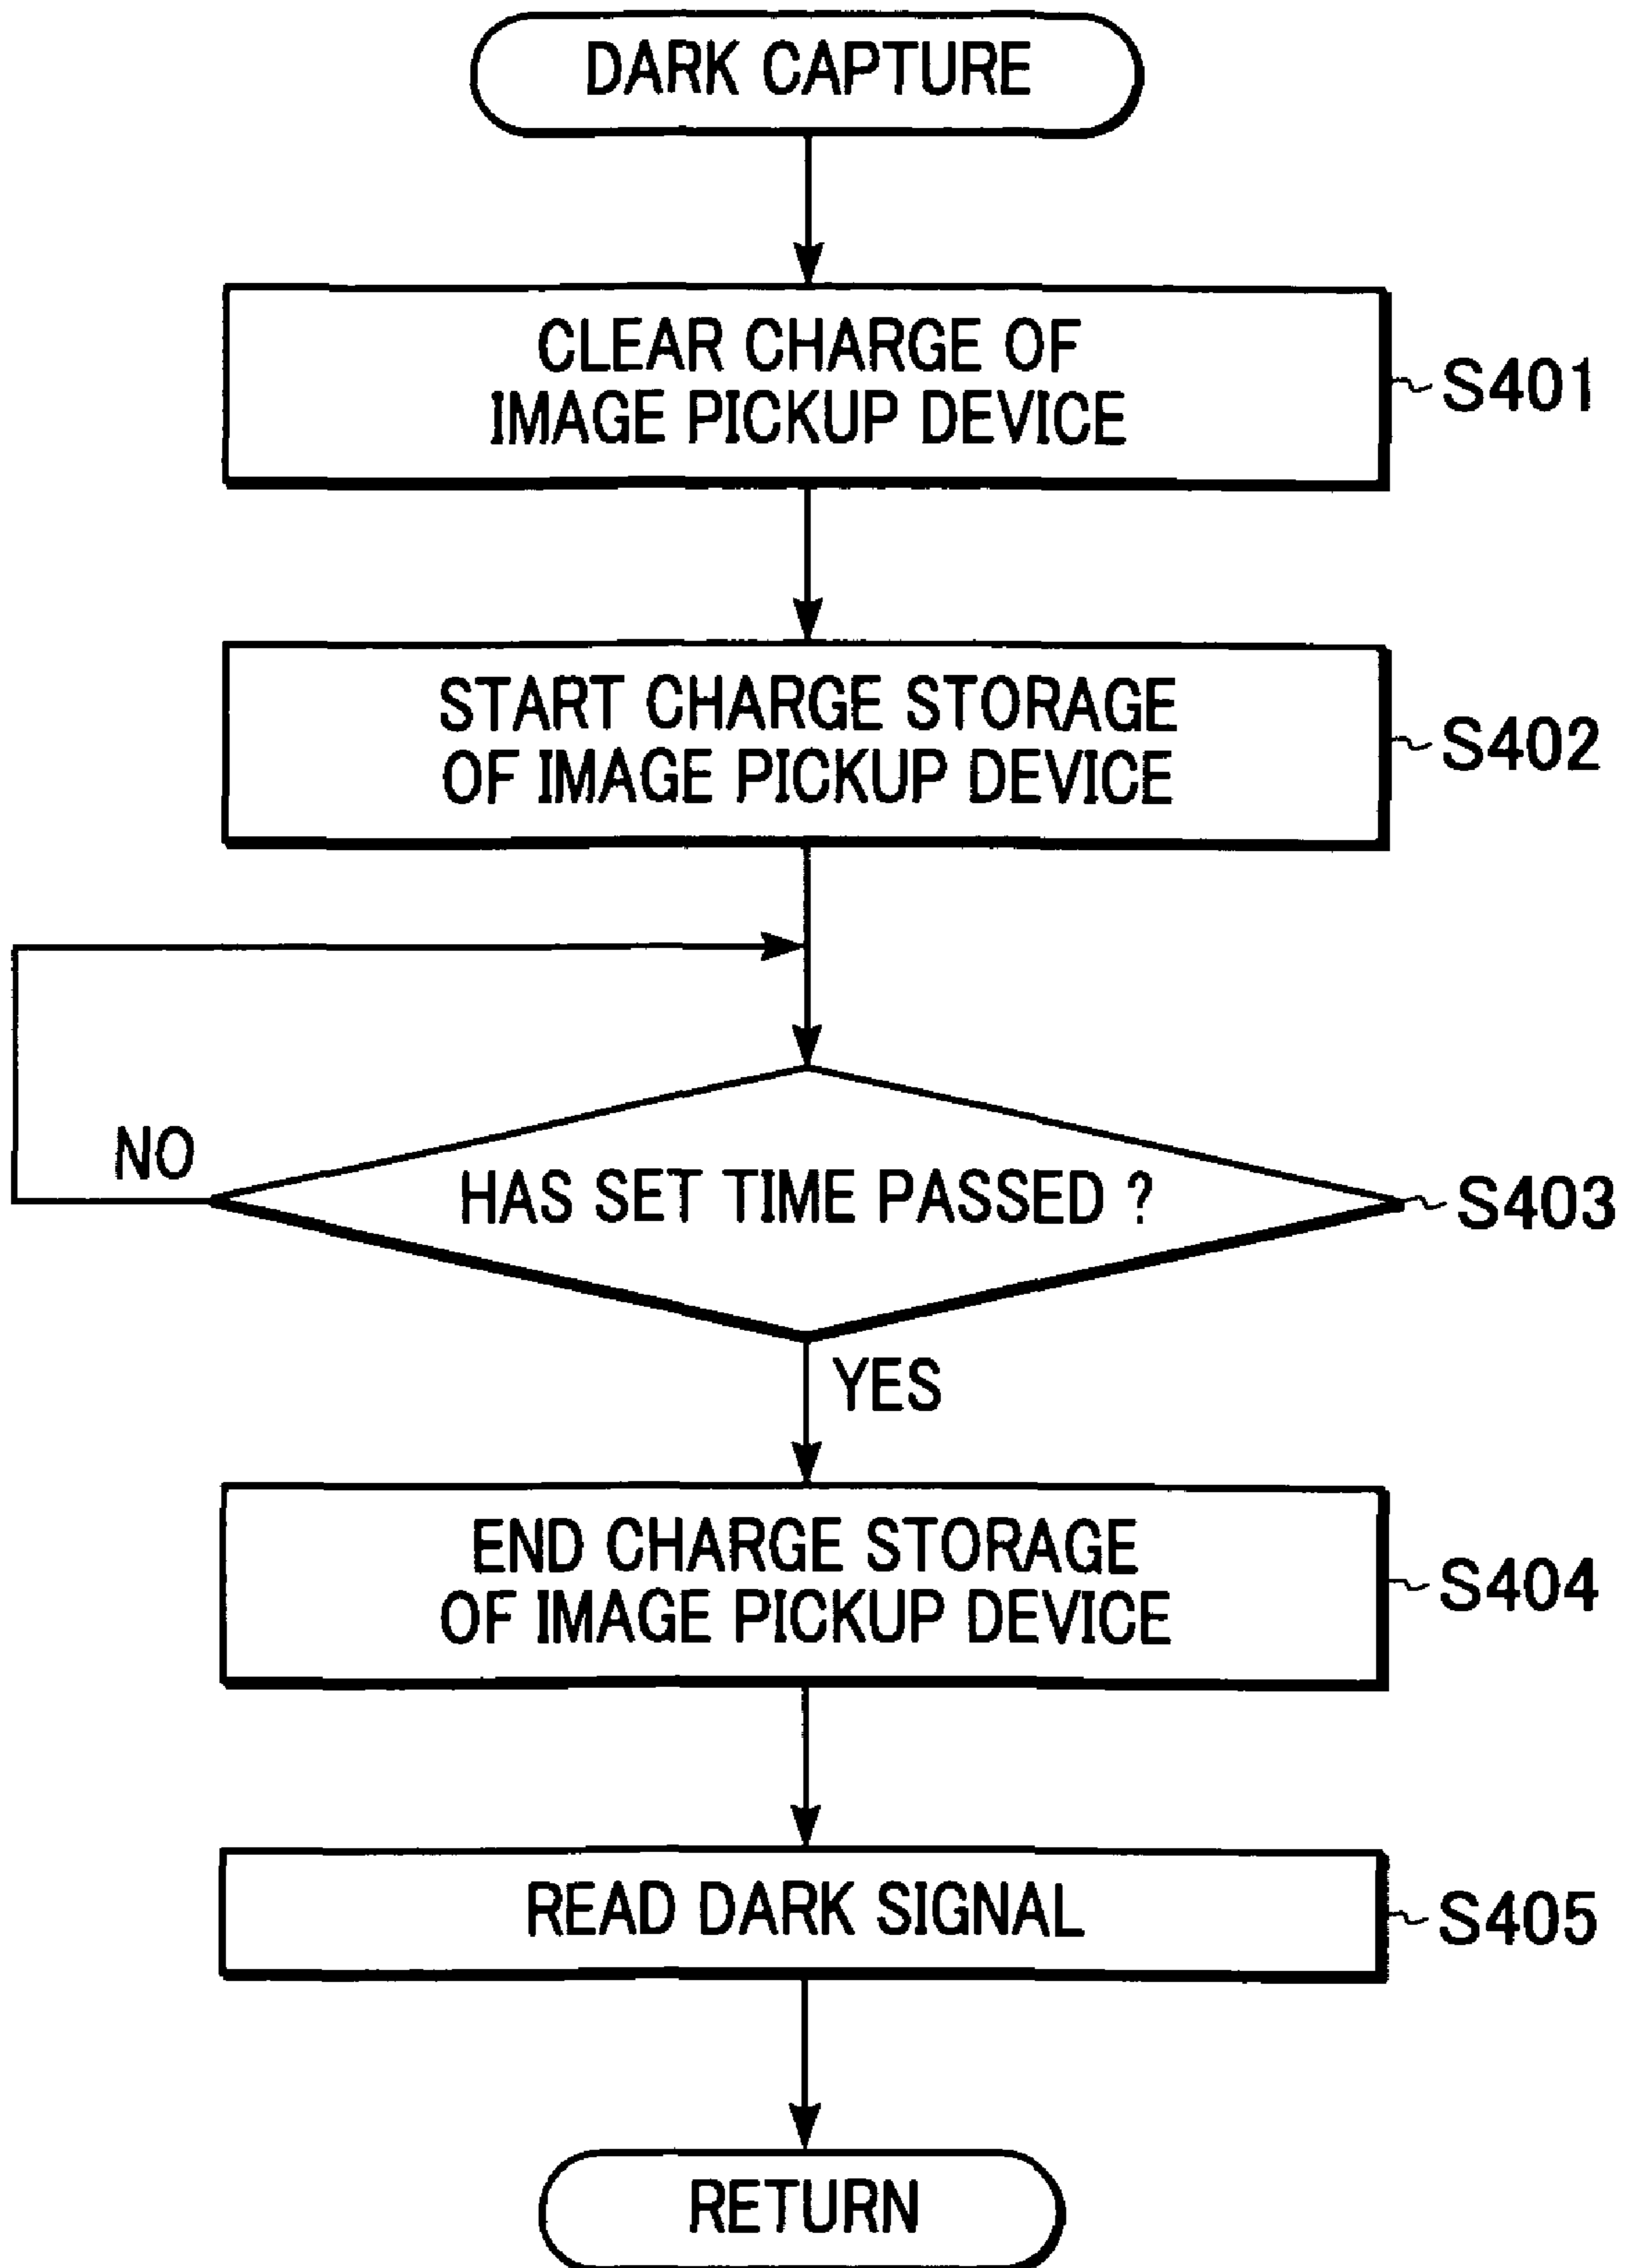 DARK CAPTURE
CLEAR CHARGE OF
IMAGE PICKUP DEVICE
S401
START CHARGE STORAGE
OF IMAGE PICKUP DEVICE
S402
NO
HAS SET TIME PASSED ?
S403
YES
END CHARGE STORAGE
OF IMAGE PICKUP DEVICE
S404
READ DARK SIGNAL
S405
RETURN